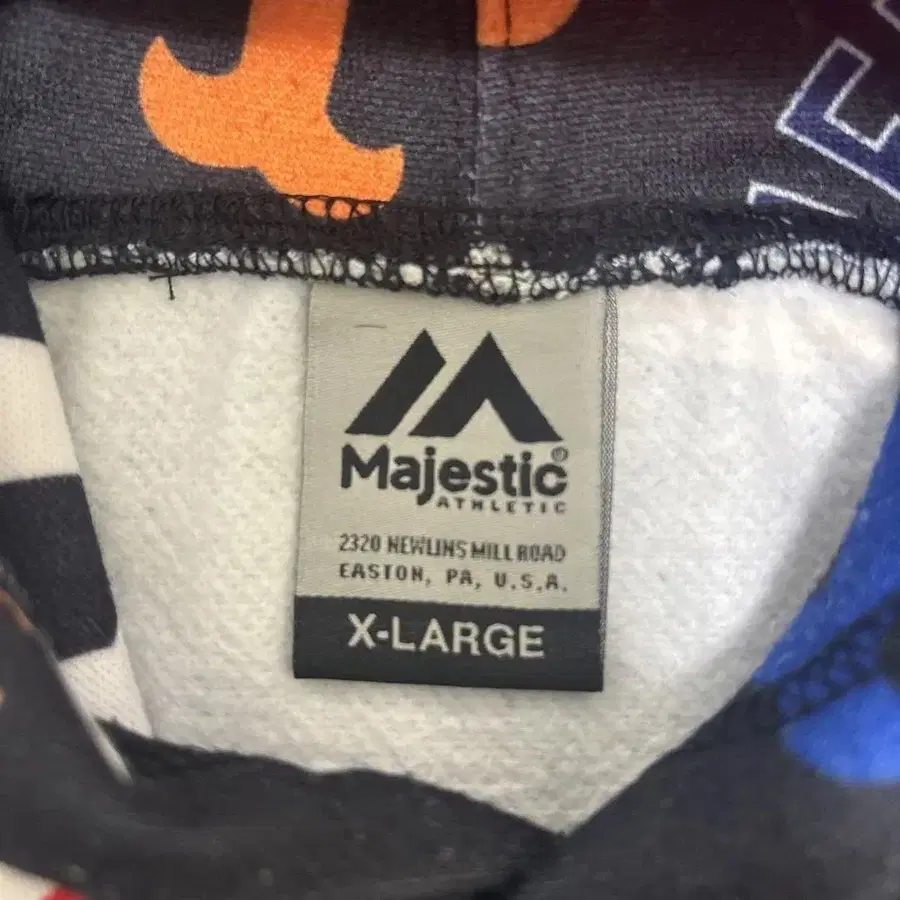 Majestic®
ATHLETIC
2320 NEWLINS MILL ROAD
EASTON, PA, U.S.A.
X-LARGE